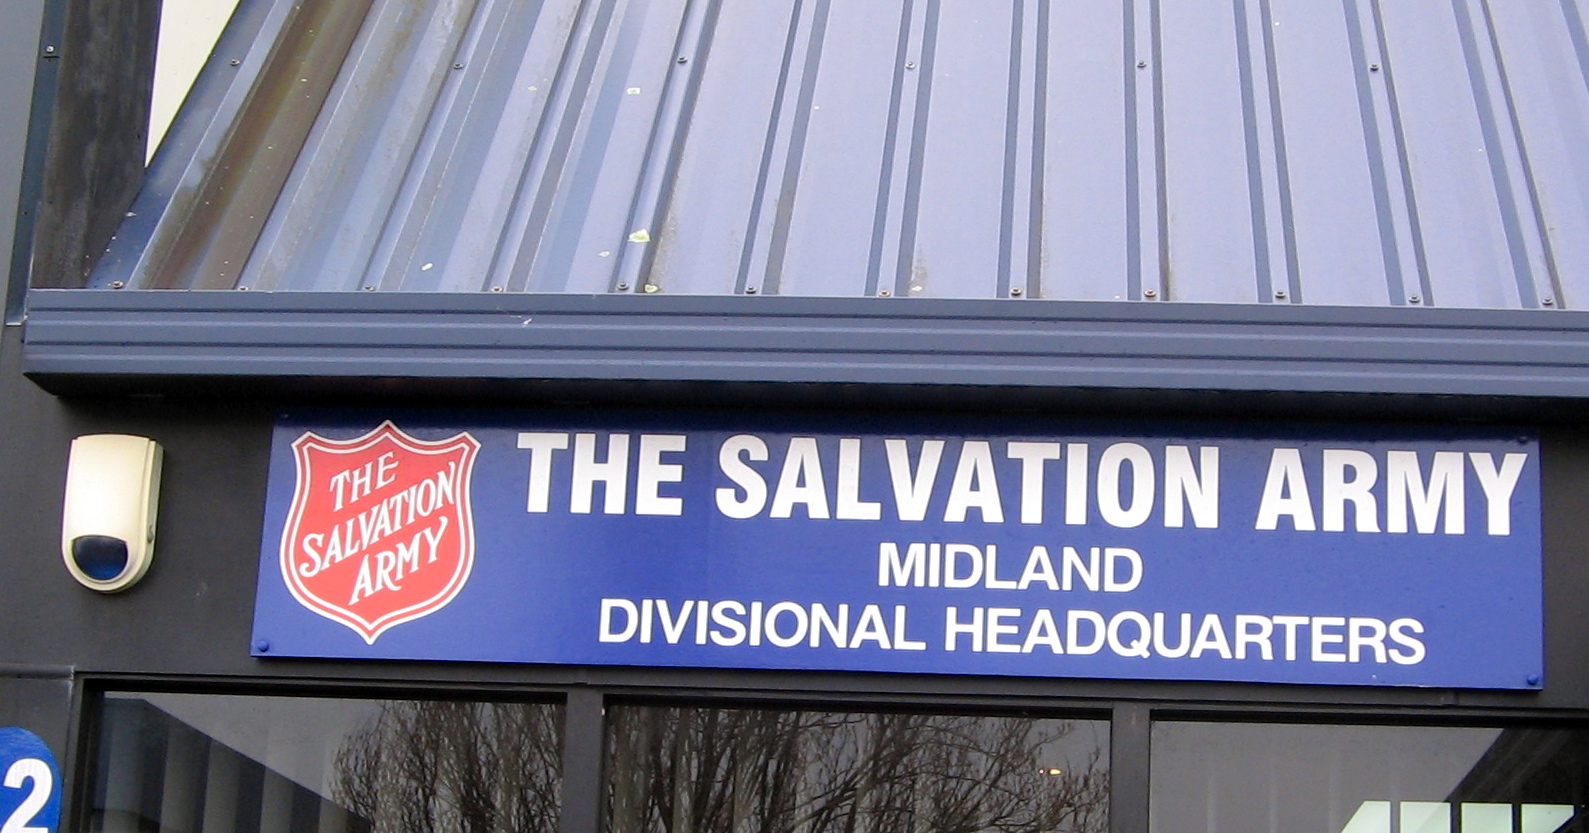 THE
SALVATION
ARMY
THE SALVATION ARMY
MIDLAND
DIVISIONAL HEADQUARTERS
2